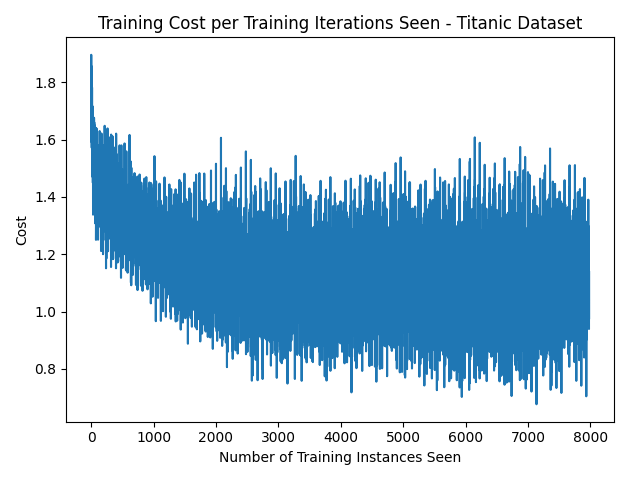 Training Cost per Training Iterations Seen - Titanic Dataset
1.8
1.6
1.4
1.2
1.0
0.8
Cost
0 1000 2000 3000 4000 5000 6000 7000 8000
Number of Training Instances Seen